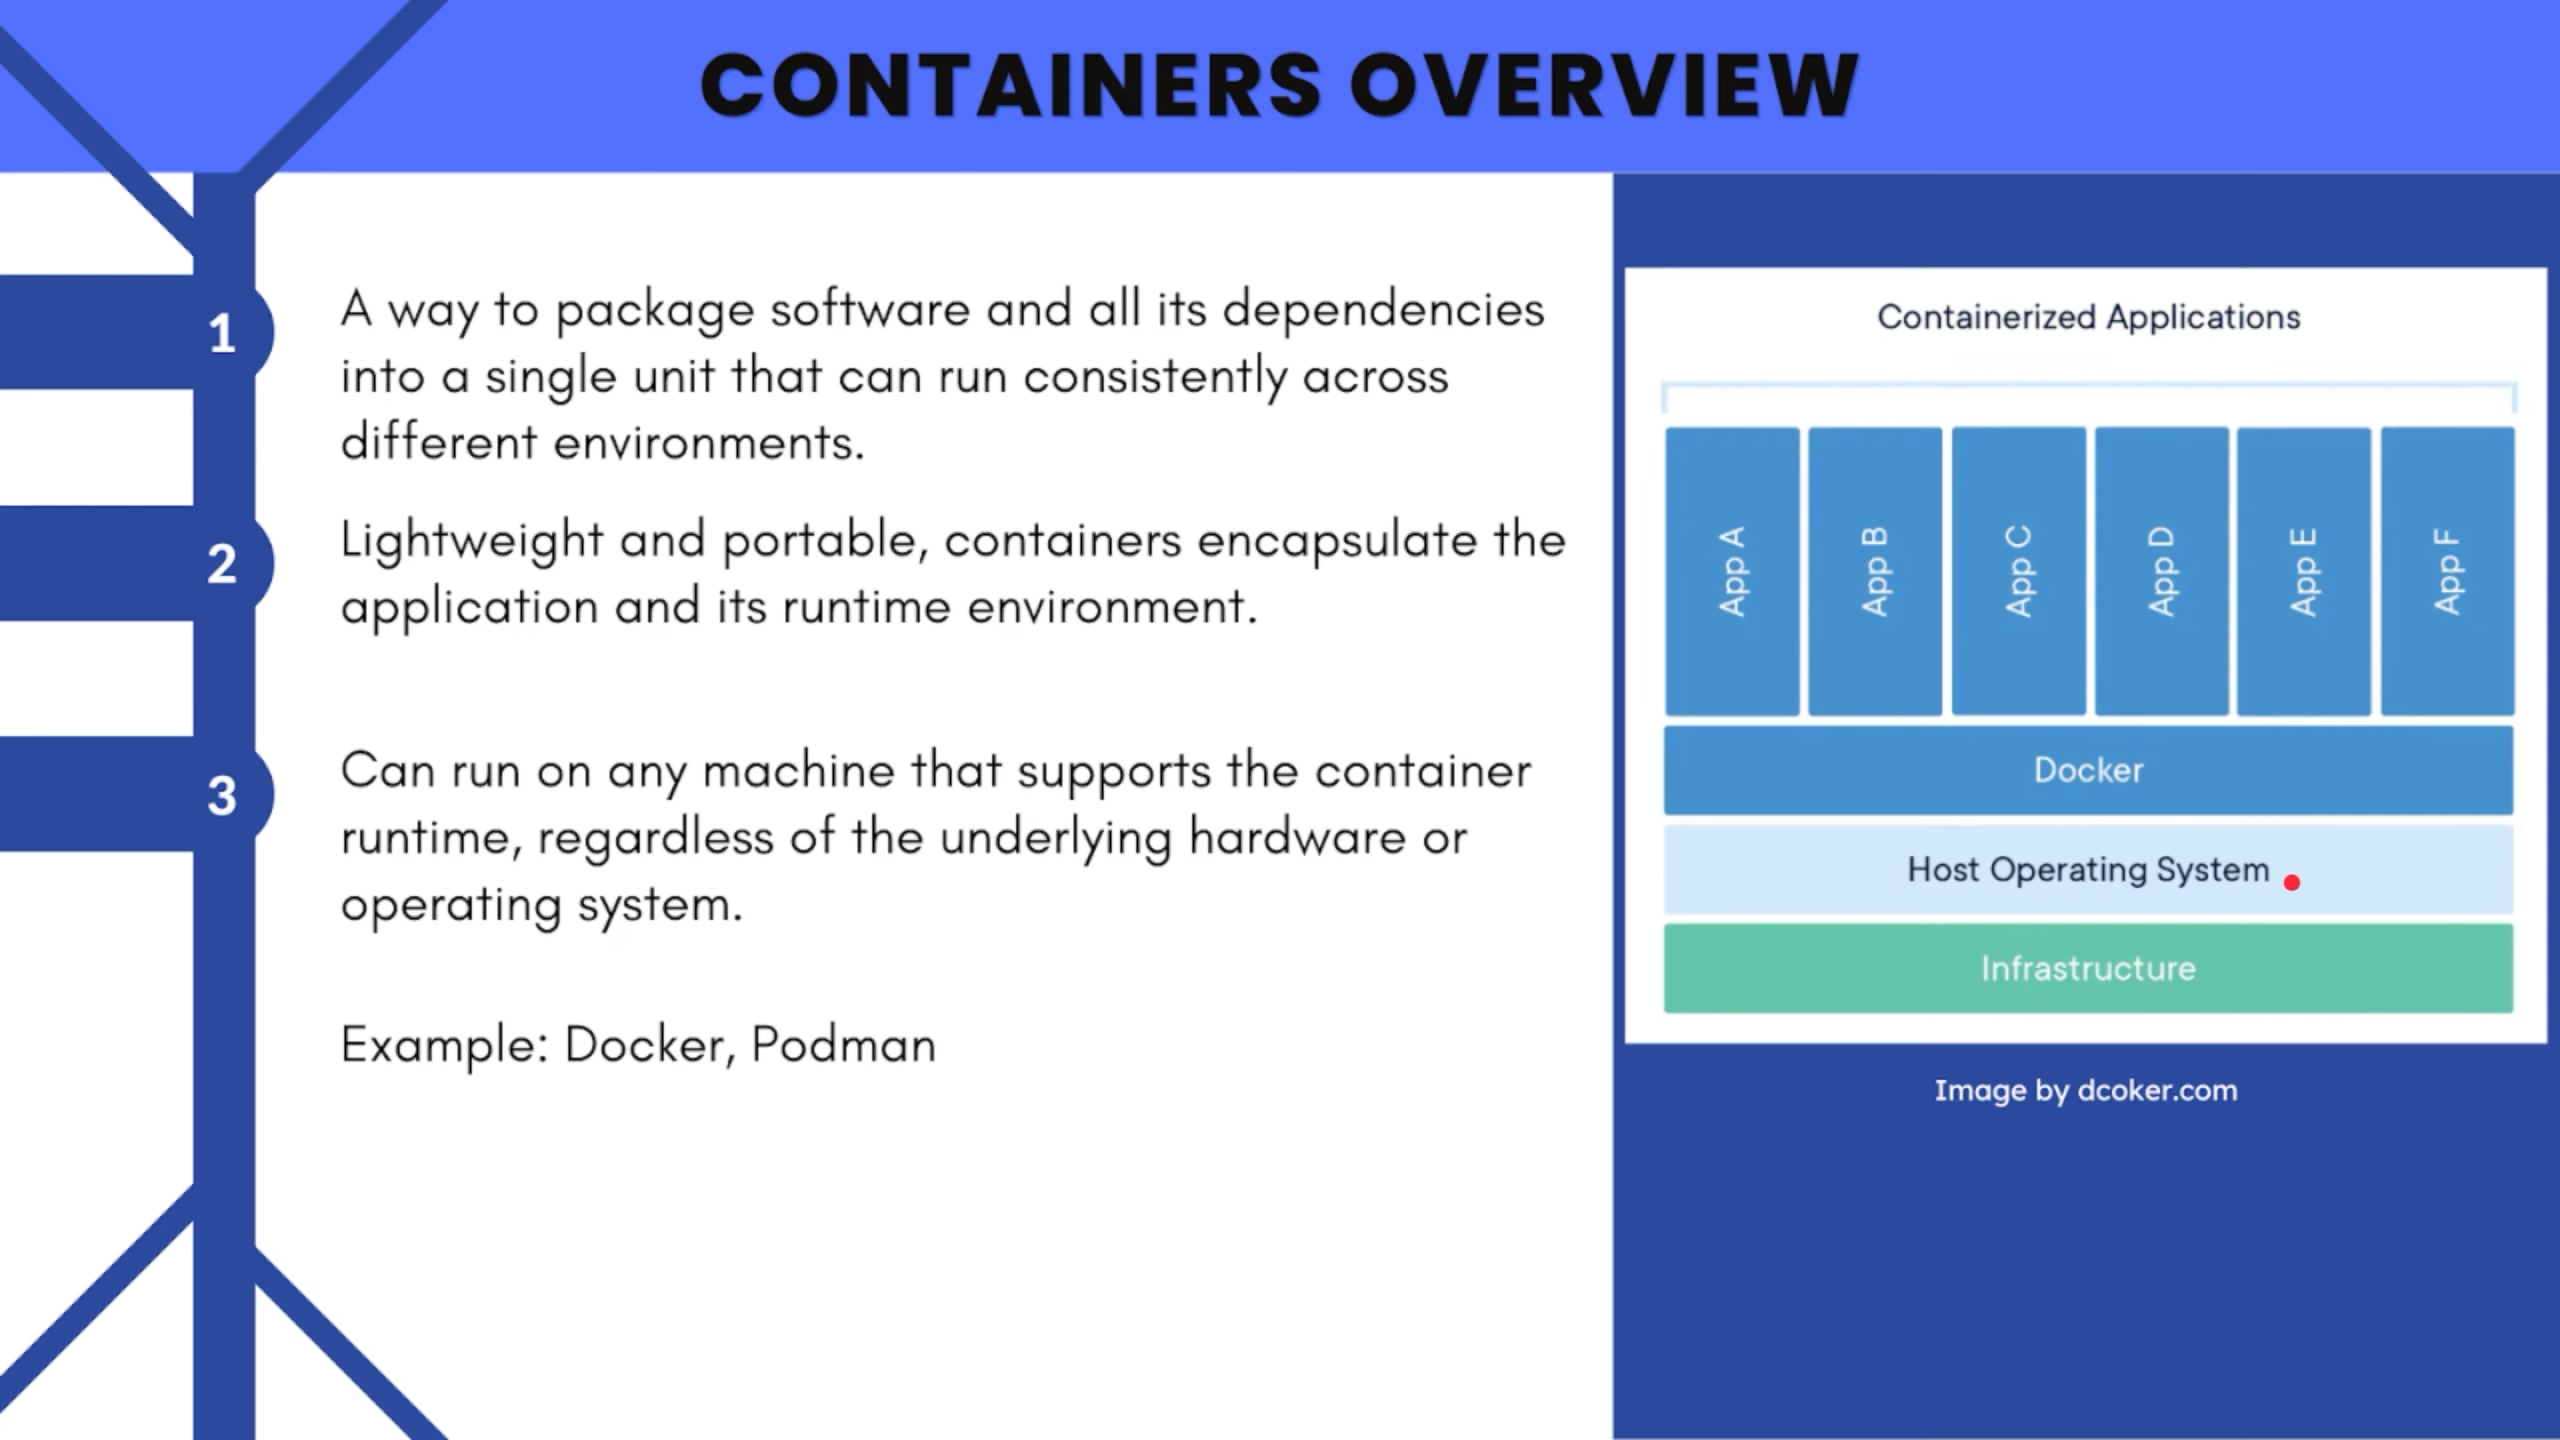 CONTAINERS OVERVIEW
1
A way to package software and all its dependencies
into a single unit that can run consistently across
different environments.
2
Lightweight and portable, containers encapsulate the
application and its runtime environment.
3
Can run on any machine that supports the container
runtime, regardless of the underlying hardware or
operating system.
Example: Docker, Podman
Containerized Applications
App A
App B
App C
App D
App E
App F
Docker
Host Operating System
Infrastructure
Image by dcoker.com